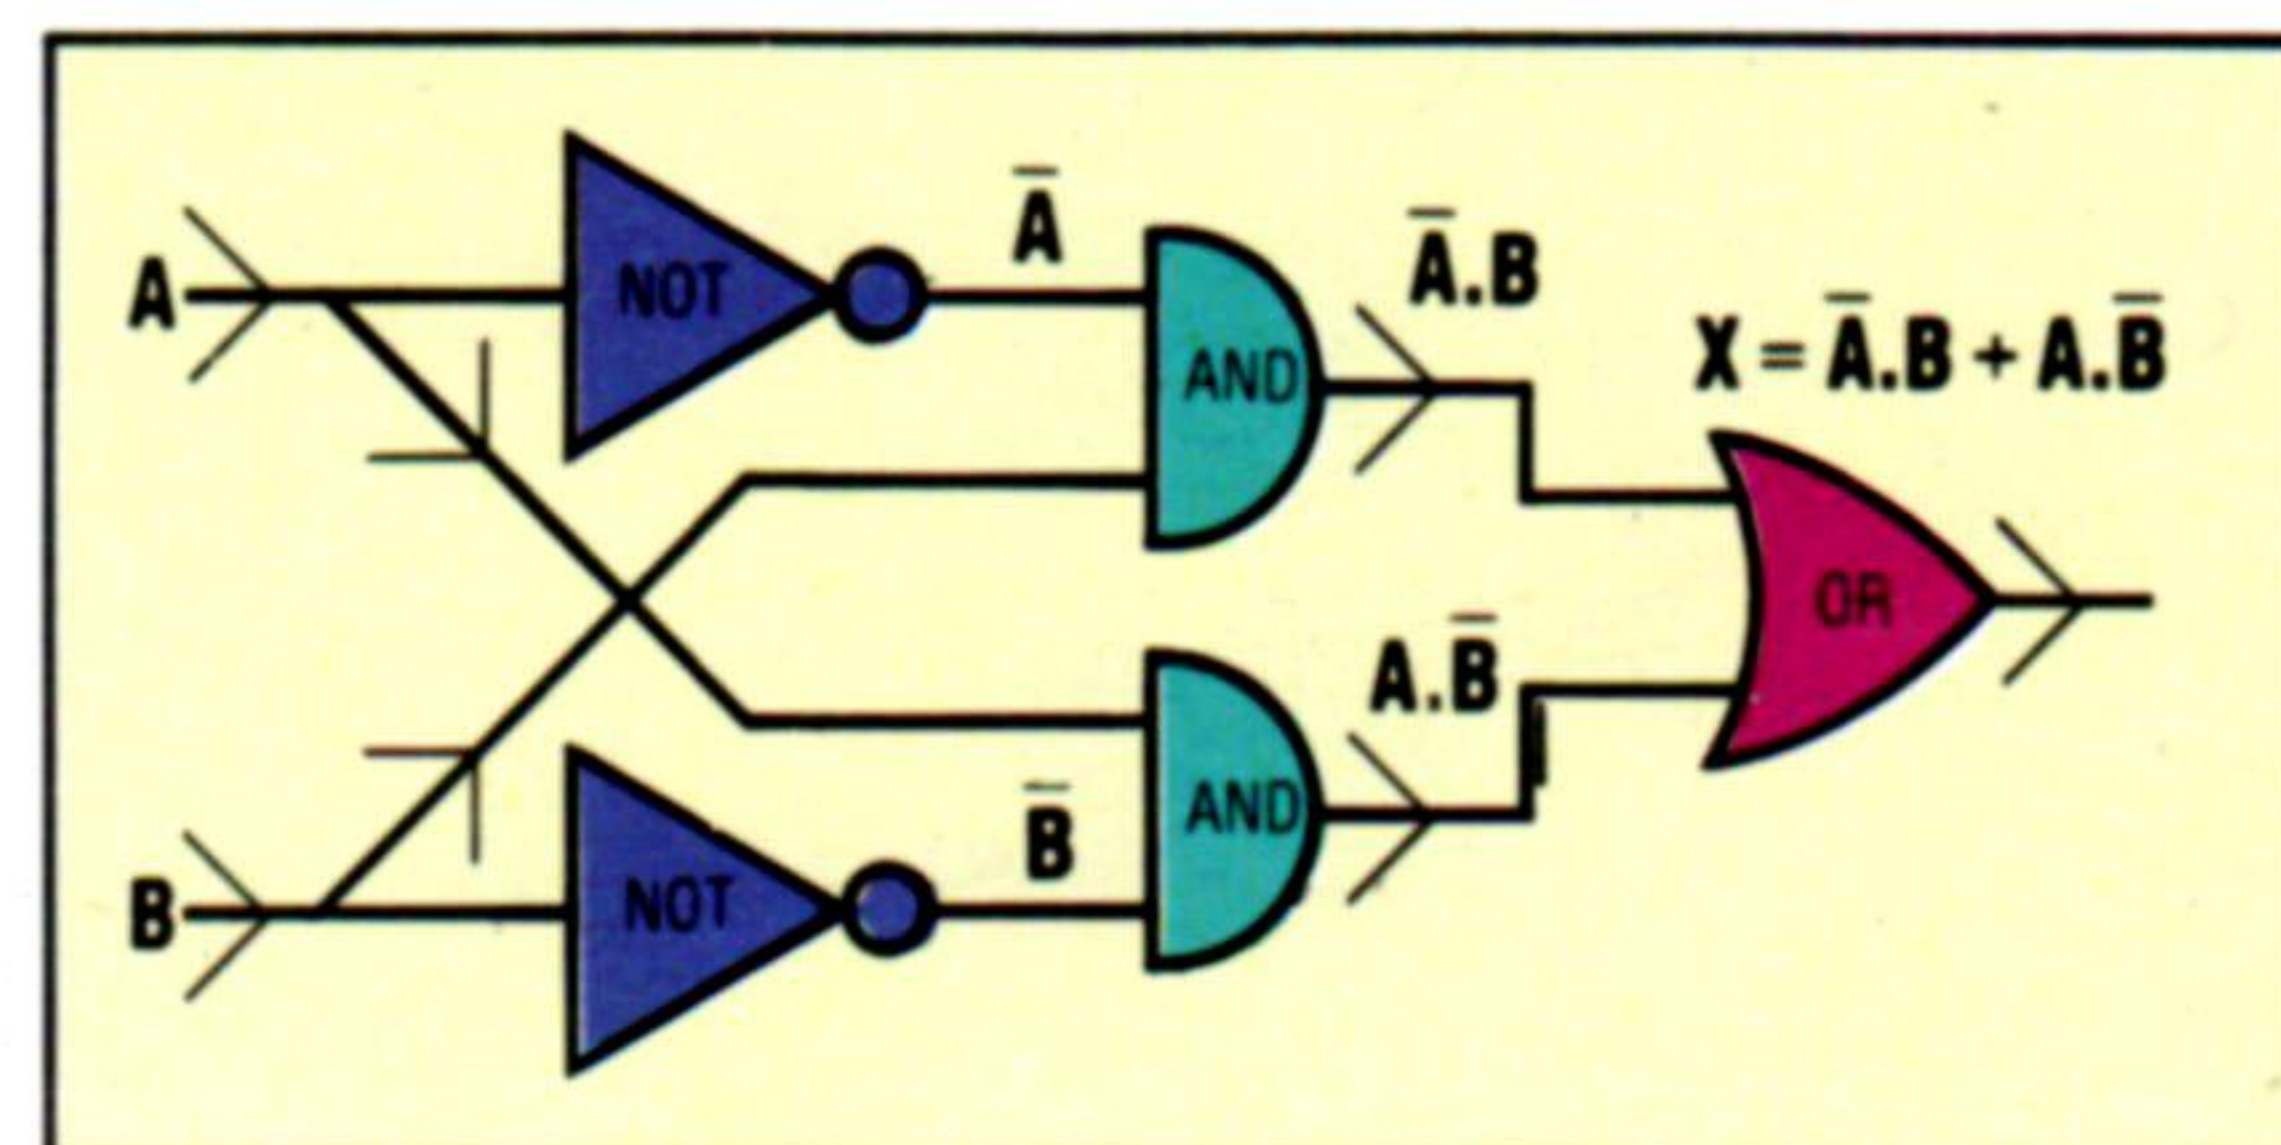 A
NOT
A̅
AND
A̅.B
X = A̅.B + A.B̅
OR
A.B̅
B
NOT
B̅
AND